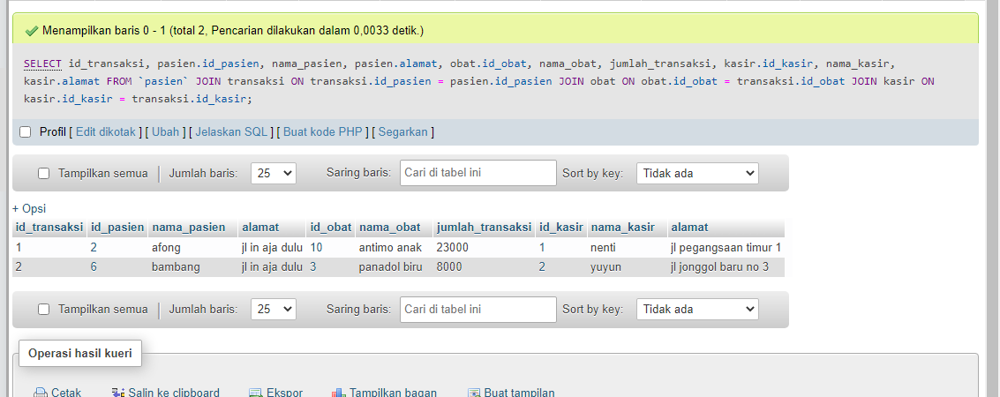 Menampilkan baris 0 - 1 (total 2, Pencarian dilakukan dalam 0,0033 detik.)
SELECT id_transaksi, pasien.id_pasien, nama_pasien, pasien.alamat, obat.id_obat, nama_obat, jumlah_transaksi, kasir.id_kasir, nama_kasir,
kasir.alamat FROM `pasien` JOIN transaksi ON transaksi.id_pasien = pasien.id_pasien JOIN obat ON obat.id_obat = transaksi.id_obat JOIN kasir ON
kasir.id_kasir = transaksi.id_kasir;
Profil [ Edit dikotak ] [ Ubah ] [ Jelaskan SQL ] [ Buat kode PHP ] [ Segarkan ]
Tampilkan semua Jumlah baris: 25 Saring baris: Cari di tabel ini Sort by key: Tidak ada
+ Opsi
id_transaksi id_pasien nama_pasien alamat id_obat nama_obat jumlah_transaksi id_kasir nama_kasir alamat
1 2 afong jl in aja dulu 10 antimo anak 23000 1 nenti jl pegangsaan timur 1
2 6 bambang jl in aja dulu 3 panadol biru 8000 2 yuyun jl jonggol baru no 3
Tampilkan semua Jumlah baris: 25 Saring baris: Cari di tabel ini Sort by key: Tidak ada
Operasi hasil kueri
Cetak Salin ke clipboard Ekspor Tampilkan bagan Buat tampilan